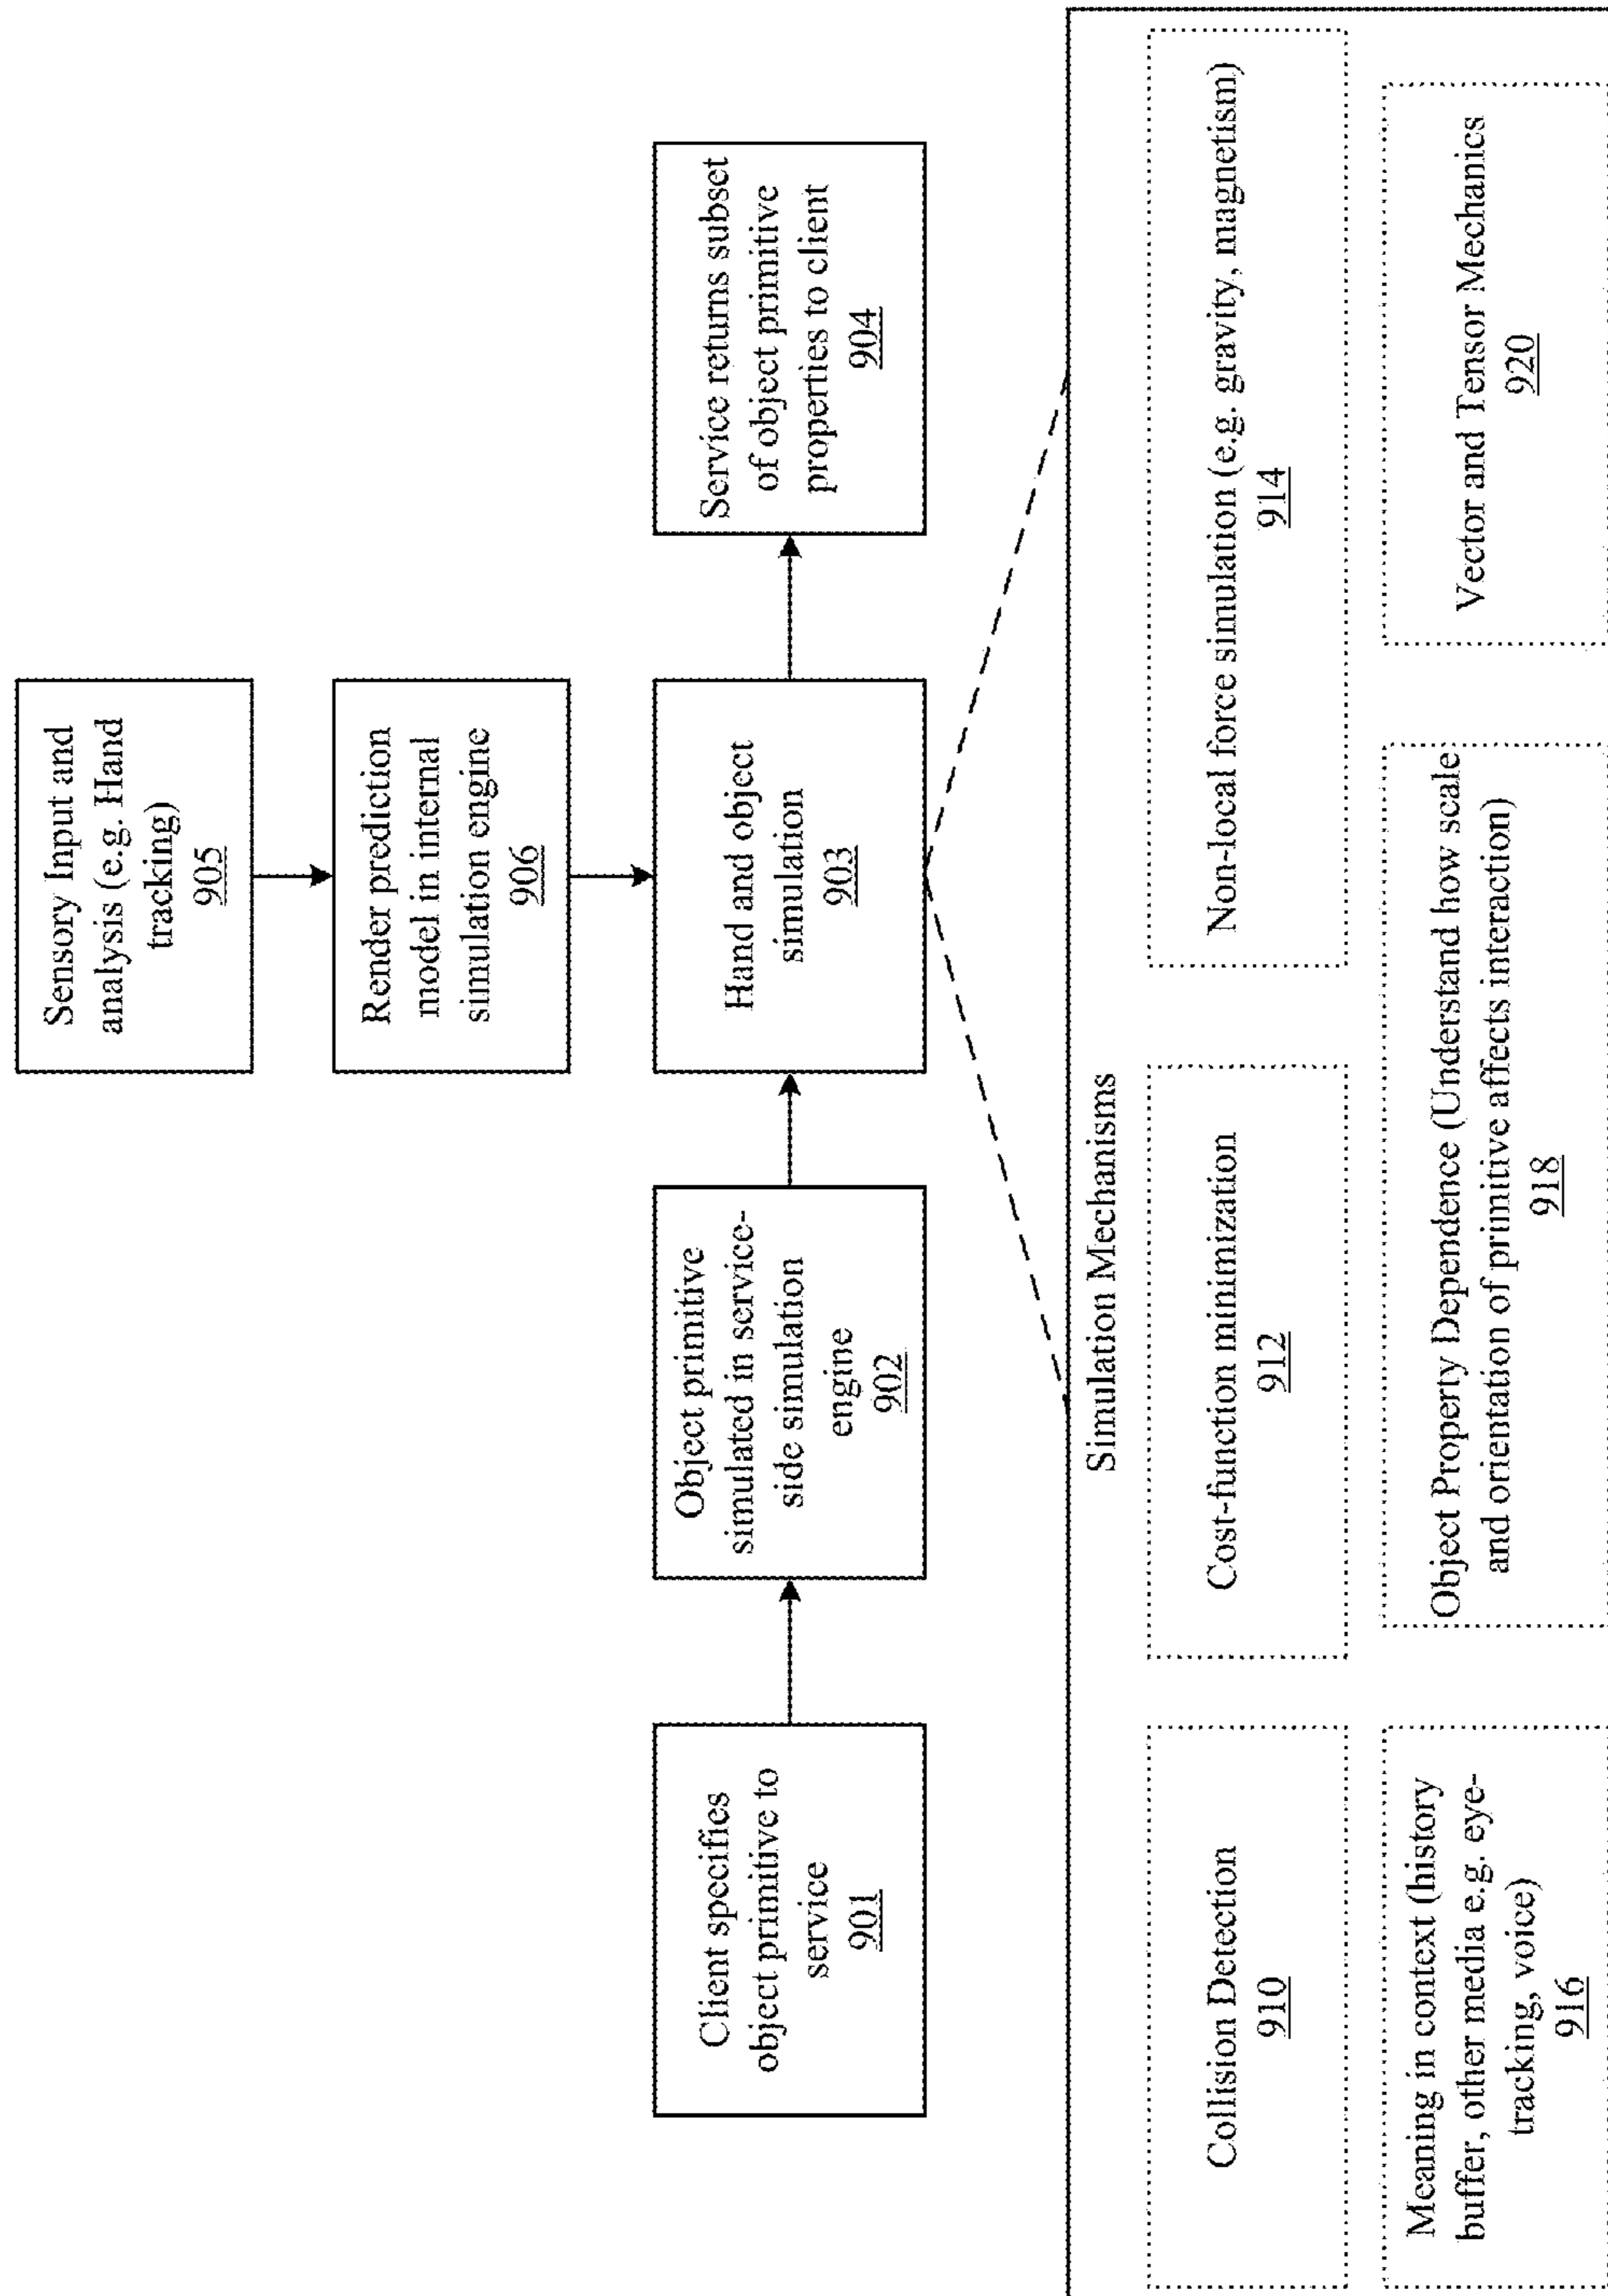 Sensory Input and
analysis (e.g. Hand
tracking)
905
Render prediction
model in internal
simulation engine
906
Client specifies
object primitive to
service
901
Object primitive
simulated in service-
side simulation
engine
902
Hand and object
simulation
903
Service returns subset
of object primitive
properties to client
904
Simulation Mechanisms
Collision Detection
910
Cost-function minimization
912
Non-local force simulation (e.g. gravity, magnetism)
914
Meaning in context (history
buffer, other media e.g. eye-
tracking, voice)
916
Object Property Dependence (Understand how scale
and orientation of primitive affects interaction)
918
Vector and Tensor Mechanics
920